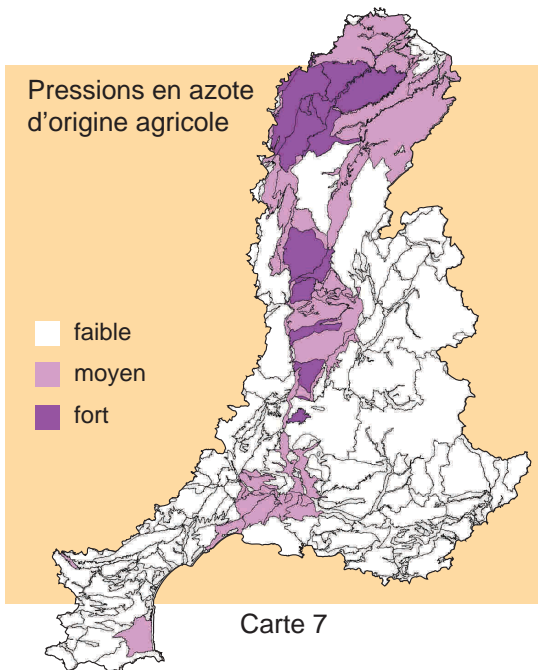 Pressions en azote
d'origine agricole
faible
moyen
fort
Carte 7